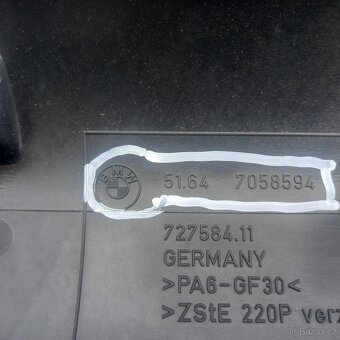 BMW
51.64 7058594
727584.11
GERMANY
>PA6-GF30<
>ZStE 220P verz